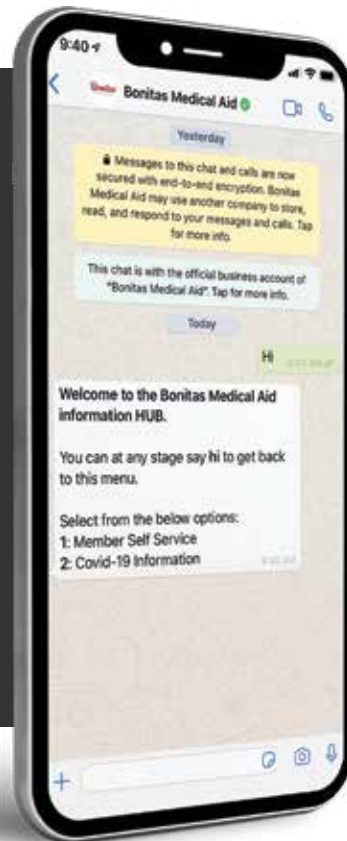 9:40
Bonitas Medical Aid
Yesterday
Messages to this chat and calls are now
secured with end-to-end encryption. Bonitas
Medical Aid may use another company to store,
read, and respond to your messages and calls. Tap
for more info.
This chat is with the official business account of
"Bonitas Medical Aid". Tap for more info.
Today
Hi
Welcome to the Bonitas Medical Aid
information HUB.
You can at any stage say hi to get back
to this menu.
Select from the below options:
1: Member Self Service
2: Covid-19 Information